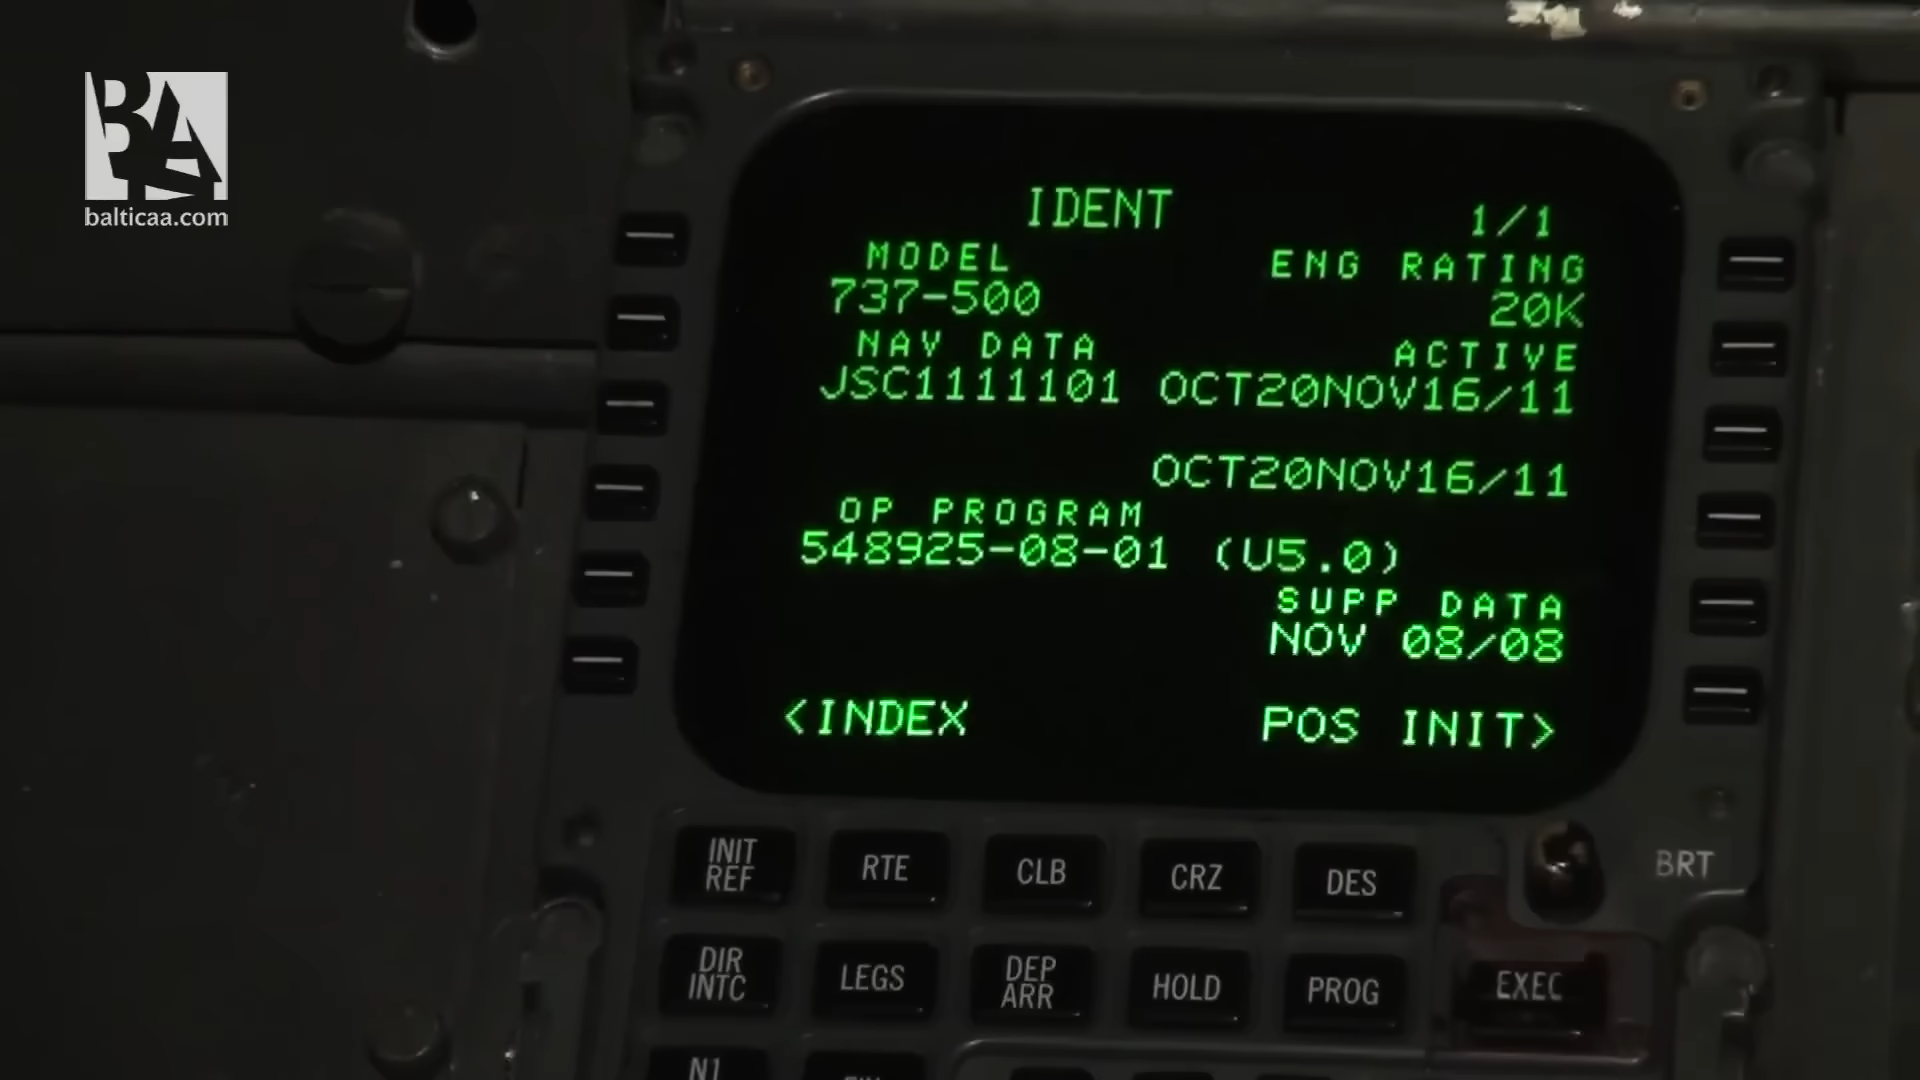 BAA
balticaa.com
IDENT 1/1
MODEL ENG RATING
737-500 20K
NAV DATA ACTIVE
JSC1111101 OCT20NOV16/11
OCT20NOV16/11
OP PROGRAM
548925-08-01 (U5.0)
SUPP DATA
NOV 08/08
<INDEX POS INIT>
INIT REF
RTE
CLB
CRZ
DES
BRT
DIR INTC
LEGS
DEP ARR
HOLD
PROG
EXEC
N1